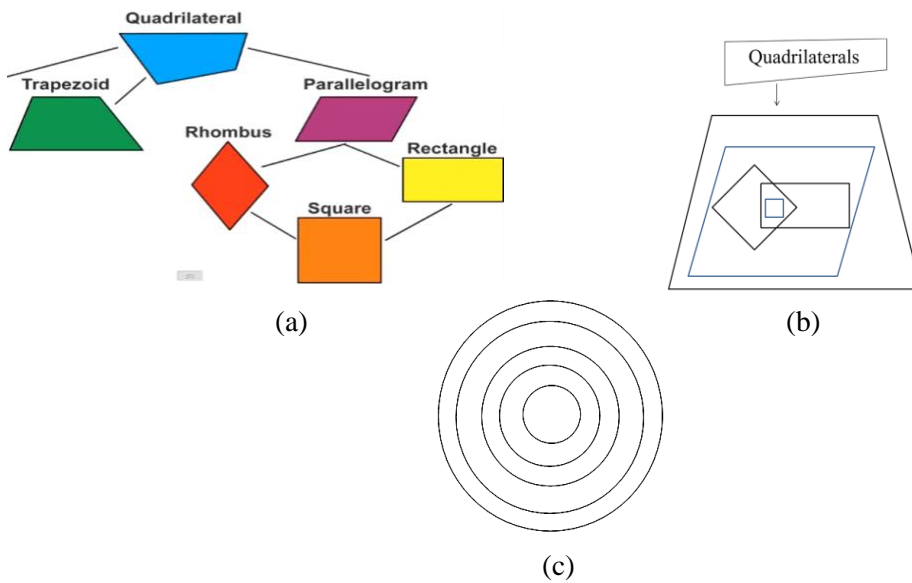 Quadrilateral
Trapezoid
Parallelogram
Rhombus
Rectangle
Square
Quadrilaterals
(a)
(b)
(c)